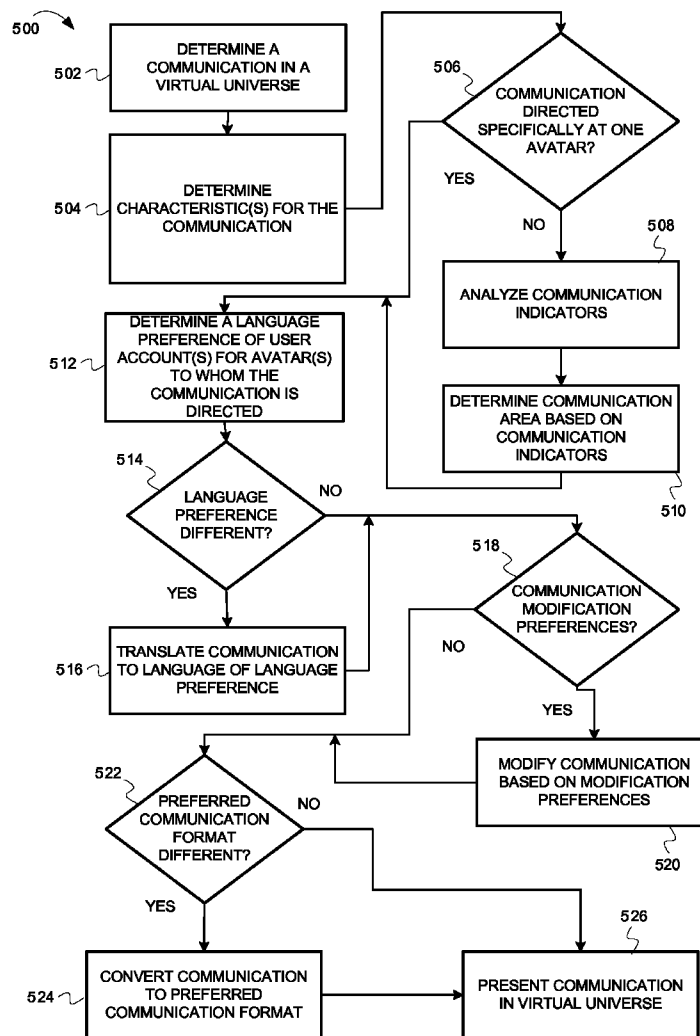 500
502
DETERMINE A
COMMUNICATION IN A
VIRTUAL UNIVERSE
504
DETERMINE
CHARACTERISTIC(S) FOR THE
COMMUNICATION
506
COMMUNICATION
DIRECTED
SPECIFICALLY AT ONE
AVATAR?
YES
NO
508
ANALYZE COMMUNICATION
INDICATORS
DETERMINE COMMUNICATION
AREA BASED ON
COMMUNICATION
INDICATORS
510
512
DETERMINE A LANGUAGE
PREFERENCE OF USER
ACCOUNT(S) FOR AVATAR(S)
TO WHOM THE
COMMUNICATION IS
DIRECTED
514
LANGUAGE
PREFERENCE
DIFFERENT?
NO
YES
516
TRANSLATE COMMUNICATION
TO LANGUAGE OF LANGUAGE
PREFERENCE
518
COMMUNICATION
MODIFICATION
PREFERENCES?
NO
YES
MODIFY COMMUNICATION
BASED ON MODIFICATION
PREFERENCES
520
522
PREFERRED
COMMUNICATION
FORMAT
DIFFERENT?
NO
YES
524
CONVERT COMMUNICATION
TO PREFERRED
COMMUNICATION FORMAT
526
PRESENT COMMUNICATION
IN VIRTUAL UNIVERSE